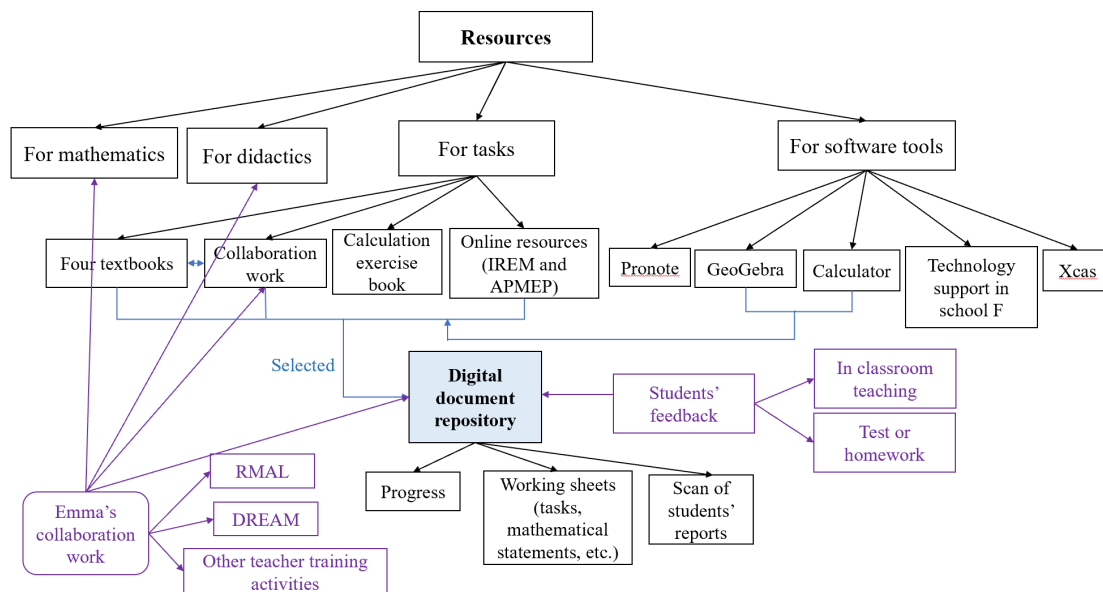 Resources
For mathematics
For didactics
For tasks
For software tools
Four textbooks
Collaboration
work
Calculation
exercise
book
Online resources
(IREM and
APMEP)
Pronote
GeoGebra
Calculator
Technology
support in
school F
Xcas
Selected
Digital
document
repository
Students’
feedback
In classroom
teaching
Test or
homework
Progress
Working sheets
(tasks,
mathematical
statements, etc.)
Scan of
students’
reports
Emma’s
collaboration
work
RMAL
DREAM
Other teacher training
activities